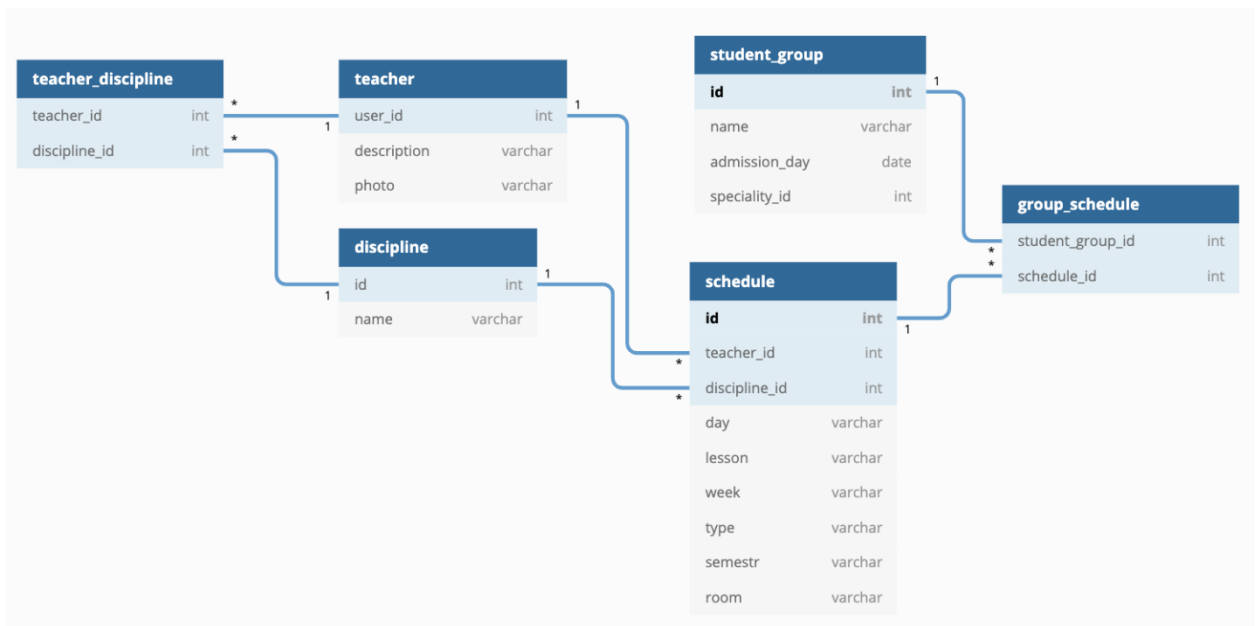 teacher_discipline
teacher_id int
discipline_id int
* 1
* 1
teacher
user_id int
description varchar
photo varchar
1 *
discipline
id int
name varchar
1 *
student_group
id int
name varchar
admission_day date
speciality_id int
1 *
schedule
id int
teacher_id int
discipline_id int
day varchar
lesson varchar
week varchar
type varchar
semestr varchar
room varchar
1 *
group_schedule
student_group_id int
schedule_id int